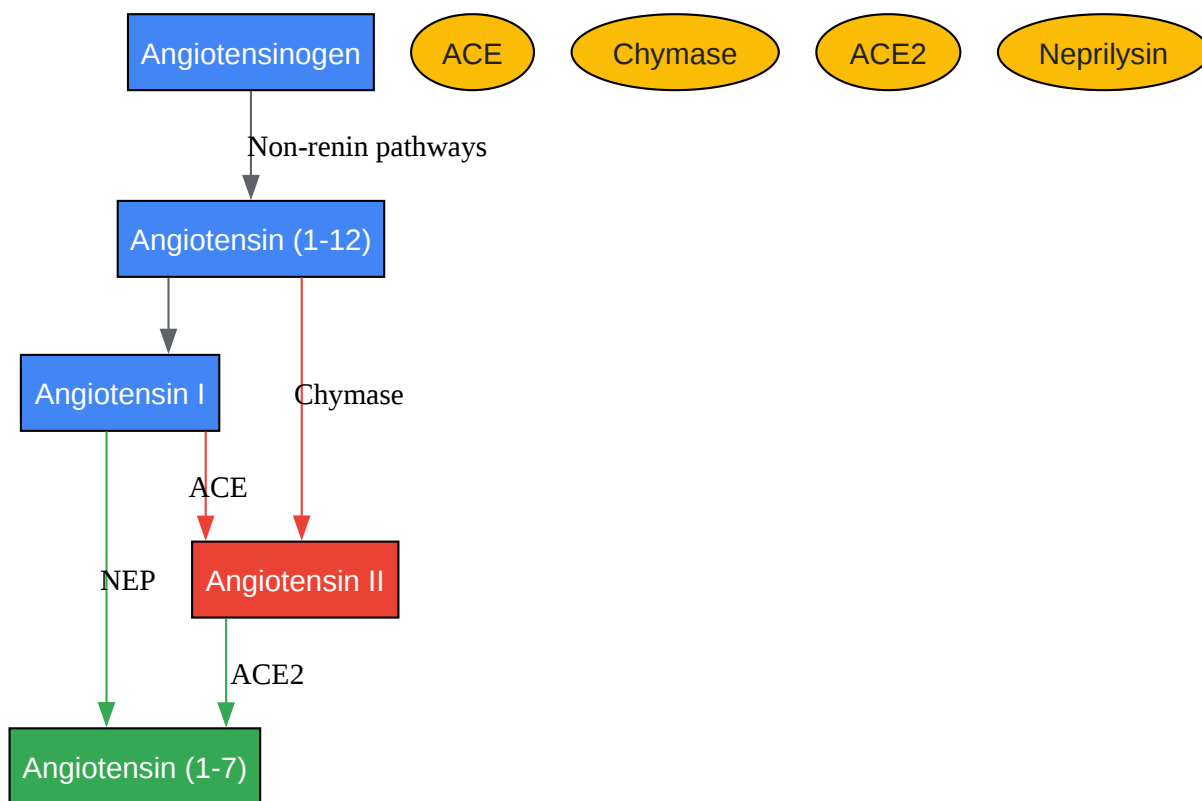 Angiotensinogen
ACE
Chymase
ACE2
Neprilysin
Non-renin pathways
Angiotensin (1-12)
Angiotensin I
Chymase
ACE
NEP
Angiotensin II
ACE2
Angiotensin (1-7)